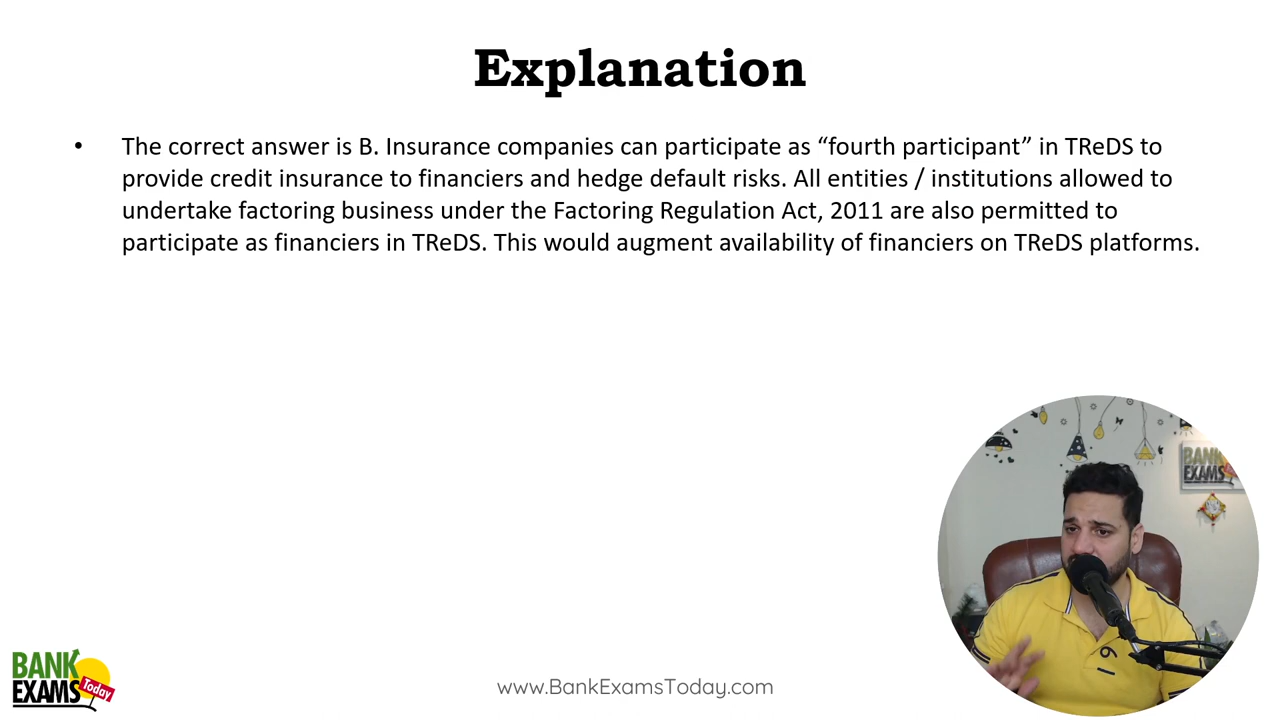 Explanation
• The correct answer is B. Insurance companies can participate as “fourth participant” in TReDS to
provide credit insurance to financiers and hedge default risks. All entities / institutions allowed to
undertake factoring business under the Factoring Regulation Act, 2011 are also permitted to
participate as financiers in TReDS. This would augment availability of financiers on TReDS platforms.
BANK
EXAMS
19
BANK
EXAMS
Today
www.BankExamsToday.com